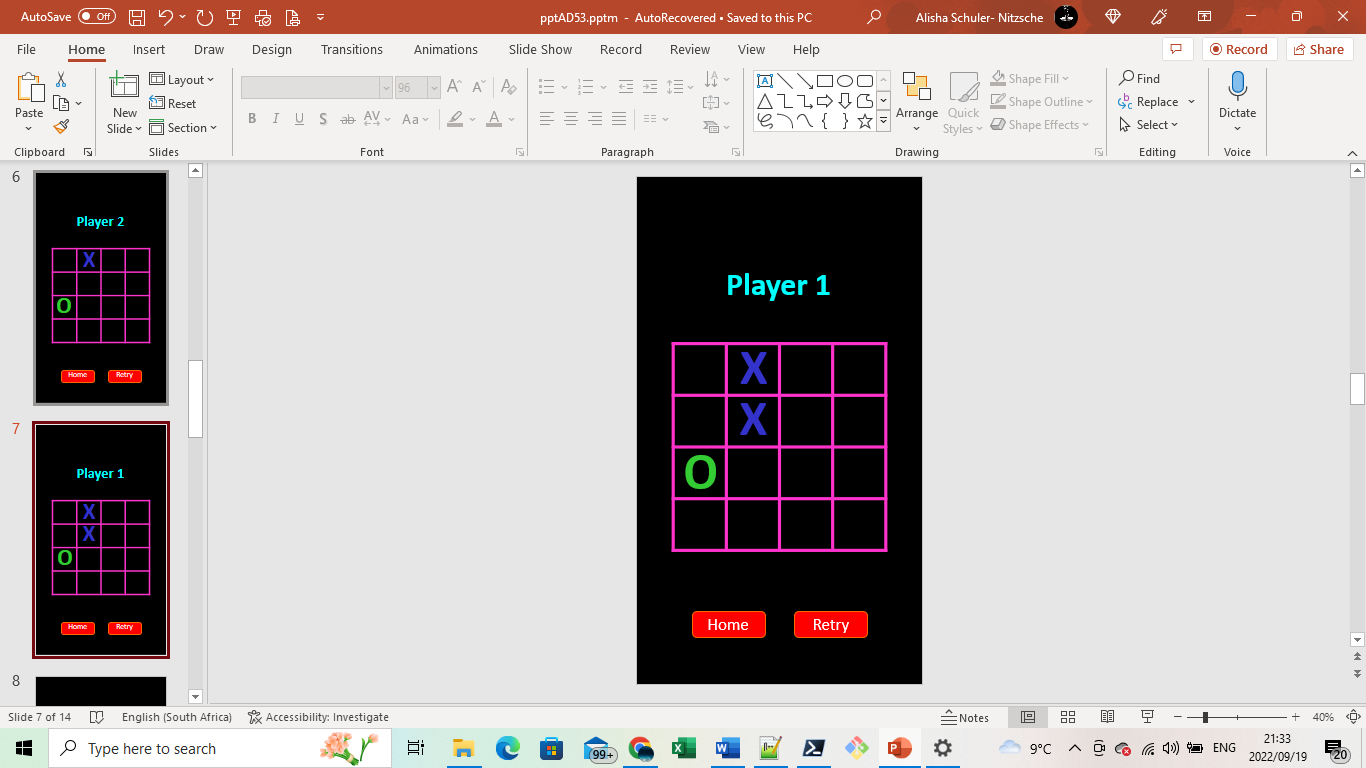 AutoSave Off pptAD53.pptm - AutoRecovered • Saved to this PC Alisha Schuler- Nitzsche
File Home Insert Draw Design Transitions Animations Slide Show Record Review View Help Record Share
Paste New Slide Layout Reset Section 96 Arrange Quick Styles Shape Fill Shape Outline Shape Effects Find Replace Select Dictate
Clipboard Slides Font Paragraph Drawing Editing Voice
6
Player 2
X
O
Home Retry
7
Player 1
X
X
O
Home Retry
8
Player 1
X
X
O
Home Retry
Slide 7 of 14 English (South Africa) Accessibility: Investigate Notes 40%
Type here to search 99+ 9°C ENG 21:33 2022/09/19 20